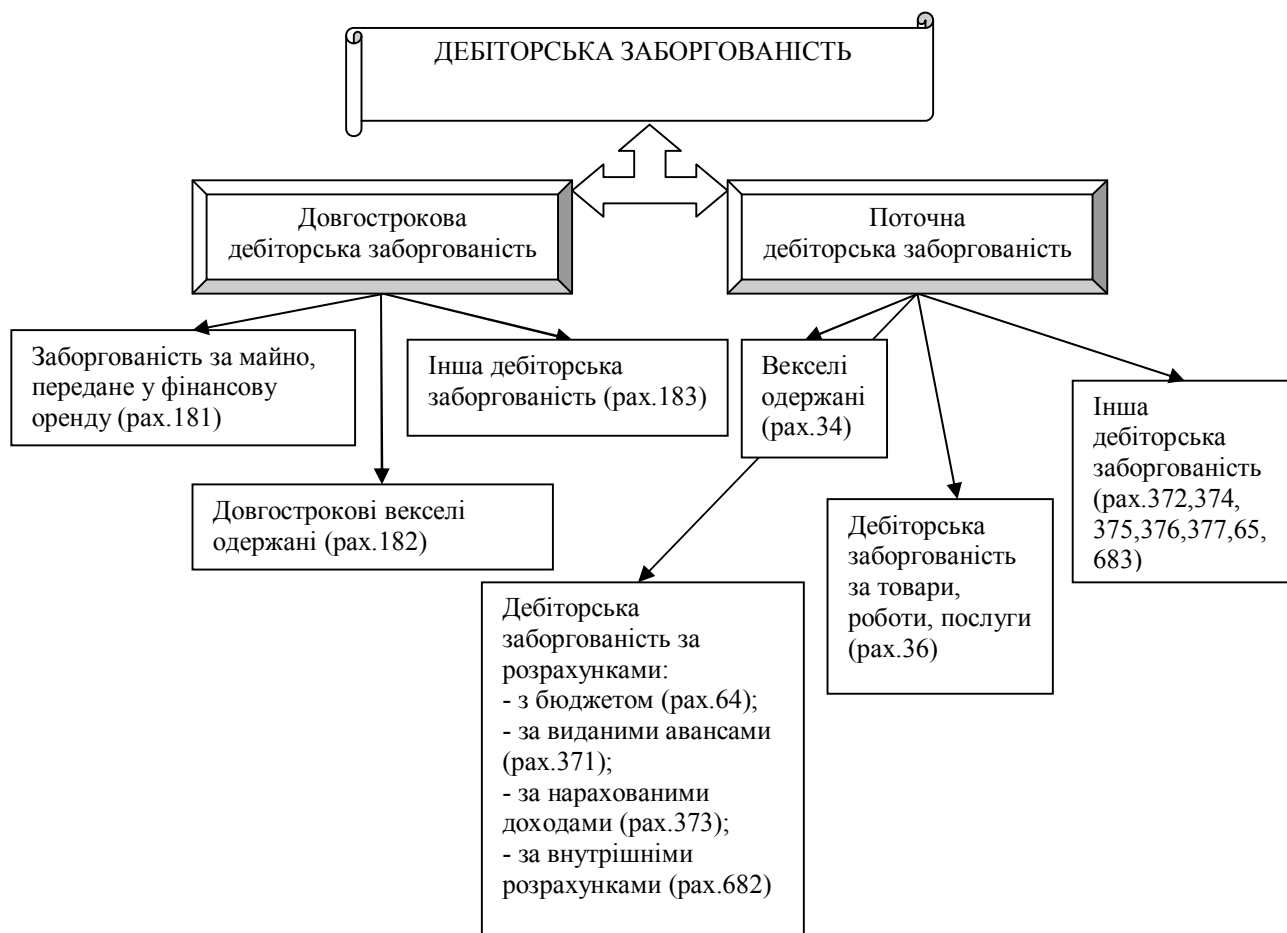 ДЕБІТОРСЬКА ЗАБОРГОВАНІСТЬ
Довгострокова
дебіторська заборгованість
Поточна
дебіторська заборгованість
Заборгованість за майно,
передане у фінансову
оренду (рах.181)
Інша дебіторська
заборгованість (рах.183)
Векселі
одержані
(рах.34)
Інша
дебіторська
заборгованість
(рах.372,374,
375,376,377,65,
683)
Довгострокові векселі
одержані (рах.182)
Дебіторська
заборгованість
за товари,
роботи, послуги
(рах.36)
Дебіторська
заборгованість за
розрахунками:
- з бюджетом (рах.64);
- за виданими авансами
(рах.371);
- за нарахованими
доходами (рах.373);
- за внутрішніми
розрахунками (рах.682)